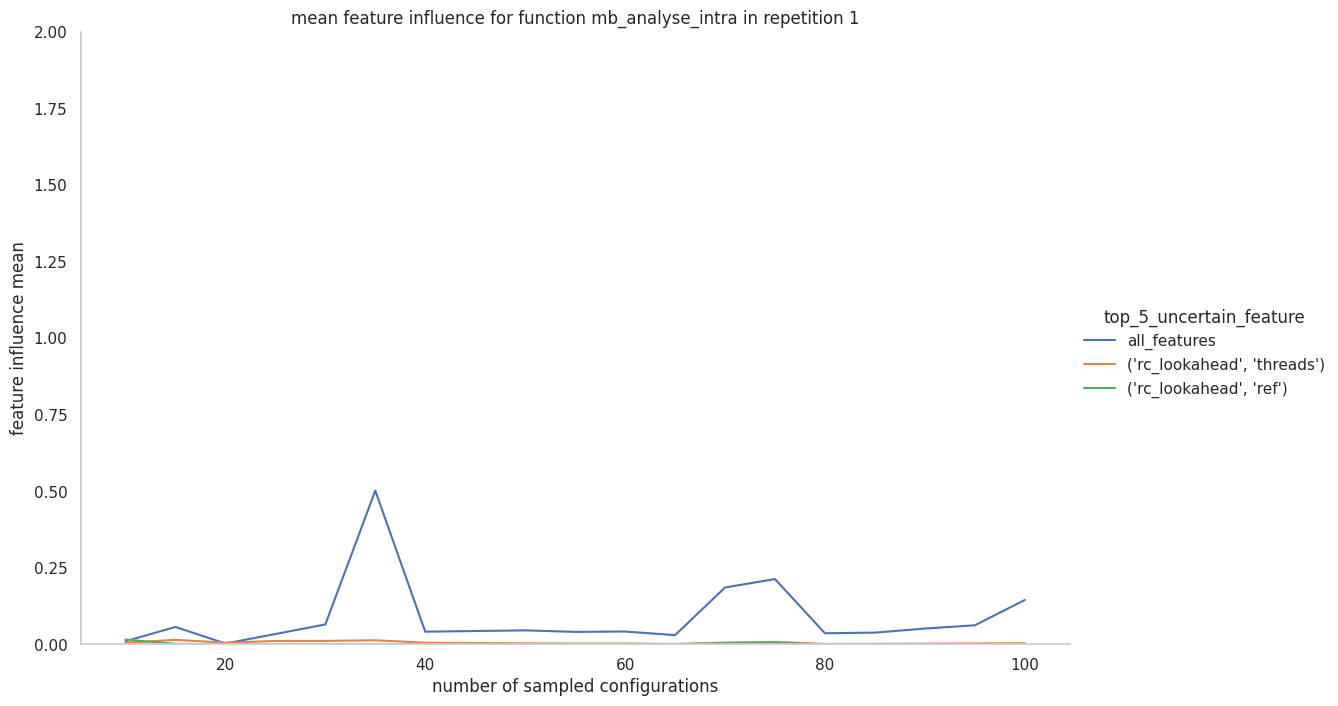 mean feature influence for function mb_analyse_intra in repetition 1
2.00
1.75
1.50
1.25
1.00
0.75
0.50
0.25
0.00
feature influence mean
20
40
60
80
100
number of sampled configurations
top_5_uncertain_feature
all_features
('rc_lookahead', 'threads')
('rc_lookahead', 'ref')